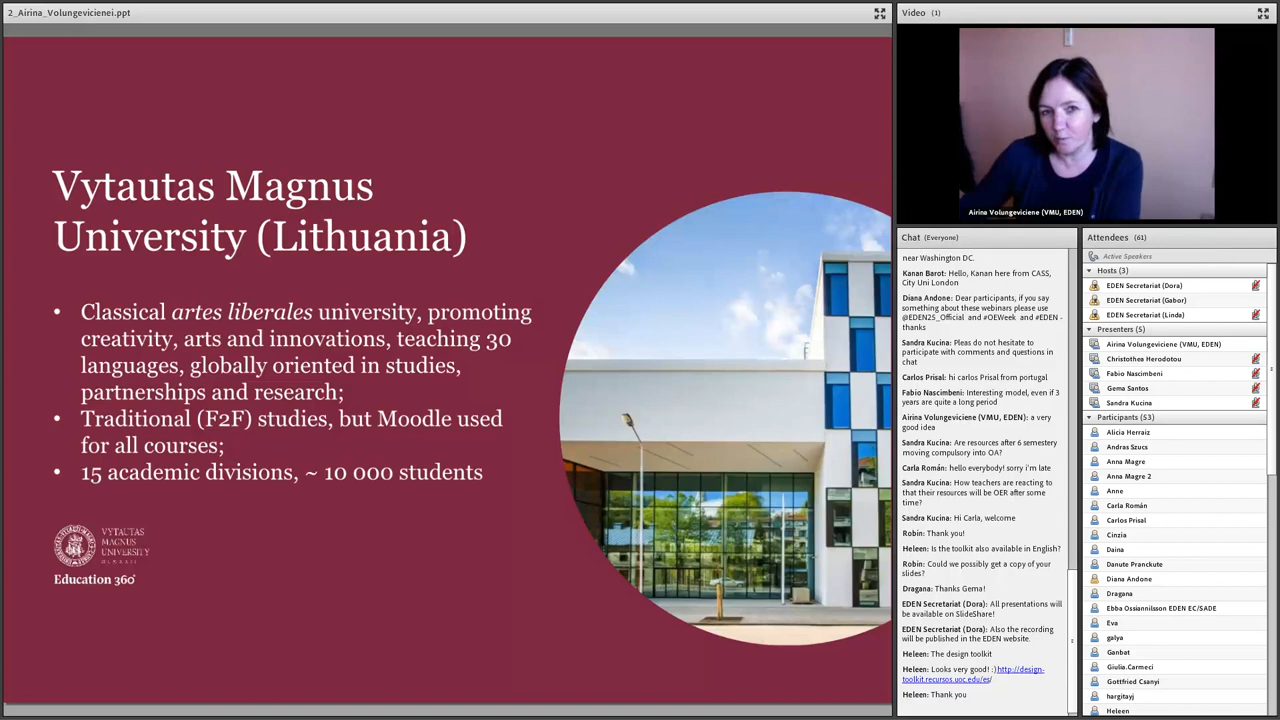 2_Airina_Volungevicienei.ppt
Vytautas Magnus
University (Lithuania)
• Classical artes liberales university, promoting
creativity, arts and innovations, teaching 30
languages, globally oriented in studies,
partnerships and research;
• Traditional (F2F) studies, but Moodle used
for all courses;
• 15 academic divisions, ~ 10 000 students
VYTAUTAS
MAGNUS
UNIVERSITY
Education 360°
Video (1)
Airina Volungeviciene (VMU, EDEN)
Chat (Everyone)
near Washington DC.
Kanan Barot: Hello, Kanan here from CASS,
City Uni London
Diana Andone: Dear participants, if you say
something about these webinars please use
@EDEN25_Official and #OEWeek and #EDEN -
thanks
Sandra Kucina: Pleas do not hesitate to
participate with comments and questions in
chat
Carlos Prisal: hi carlos Prisal from portugal
Fabio Nascimbeni: Interesting model, even if 3
years are quite a long period
Airina Volungeviciene (VMU, EDEN): a very
good idea
Sandra Kucina: Are resources after 6 semestery
moving compulsory into OA?
Carla Román: hello everybody! sorry i'm late
Sandra Kucina: How teachers are reacting to
that their resources will be OER after some
time?
Sandra Kucina: Hi Carla, welcome
Robin: Thank you!
Heleen: Is the toolkit also available in English?
Robin: Could we possibly get a copy of your
slides?
Dragana: Thanks Gema!
EDEN Secretariat (Dora): All presentations will
be available on SlideShare!
EDEN Secretariat (Dora): Also the recording
will be published in the EDEN website.
Heleen: The design toolkit
Heleen: Looks very good! :) http://design-
toolkit.recursos.uoc.edu/es/
Heleen: Thank you
Attendees (61)
Active Speakers
Hosts (3)
EDEN Secretariat (Dora)
EDEN Secretariat (Gabor)
EDEN Secretariat (Linda)
Presenters (5)
Airina Volungeviciene (VMU, EDEN)
Christothea Herodotou
Fabio Nascimbeni
Gema Santos
Sandra Kucina
Participants (53)
Alicia Herraiz
Andras Szucs
Anna Magre
Anna Magre 2
Anne
Carla Román
Carlos Prisal
Cinzia
Daina
Danute Pranckute
Diana Andone
Dragana
Ebba Ossiannilsson EDEN EC/SADE
Eva
galya
Ganbat
Giulia.Carmeci
Gottfried Csanyi
hargitayj
Heleen